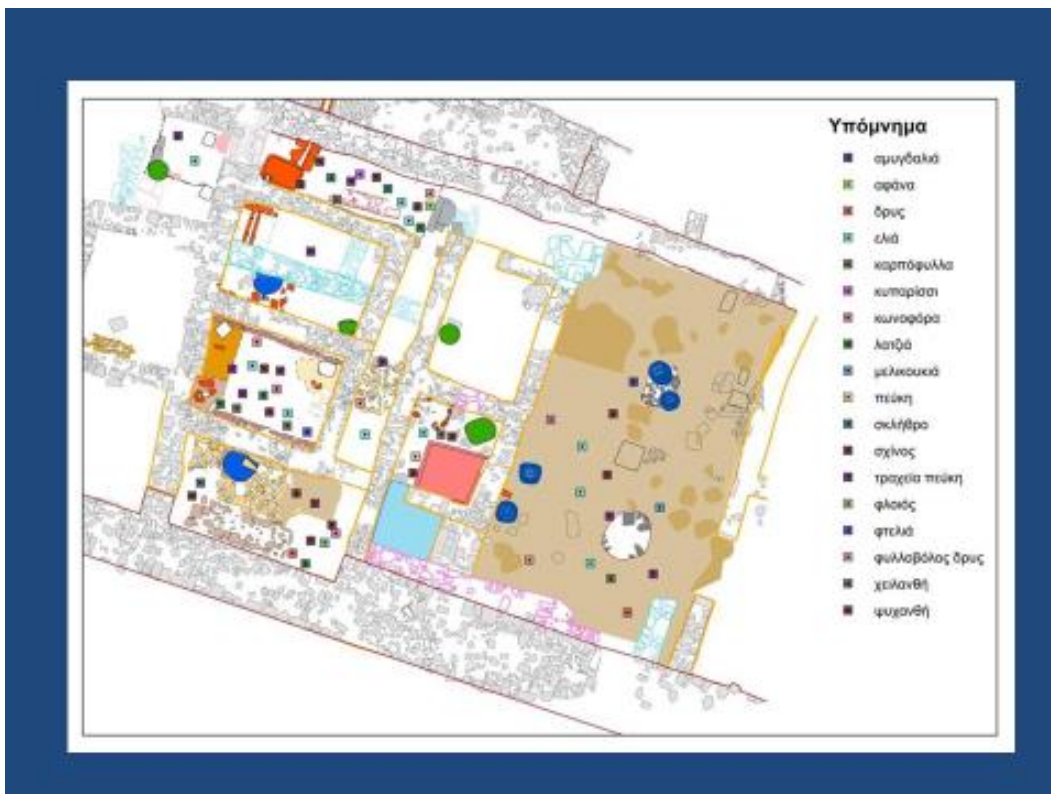 Υπόμνημα
αμυγδαλιά
αφάνα
δρυς
ελιά
καρπόφυλλα
κυπαρίσσι
κωνοφόρα
λατζιά
μελικουκιά
πεύκη
σκλήθρο
σχίνος
τραχεία πεύκη
φλοιός
φτελιά
φυλλοβόλος δρυς
χειλανθή
ψυχανθή